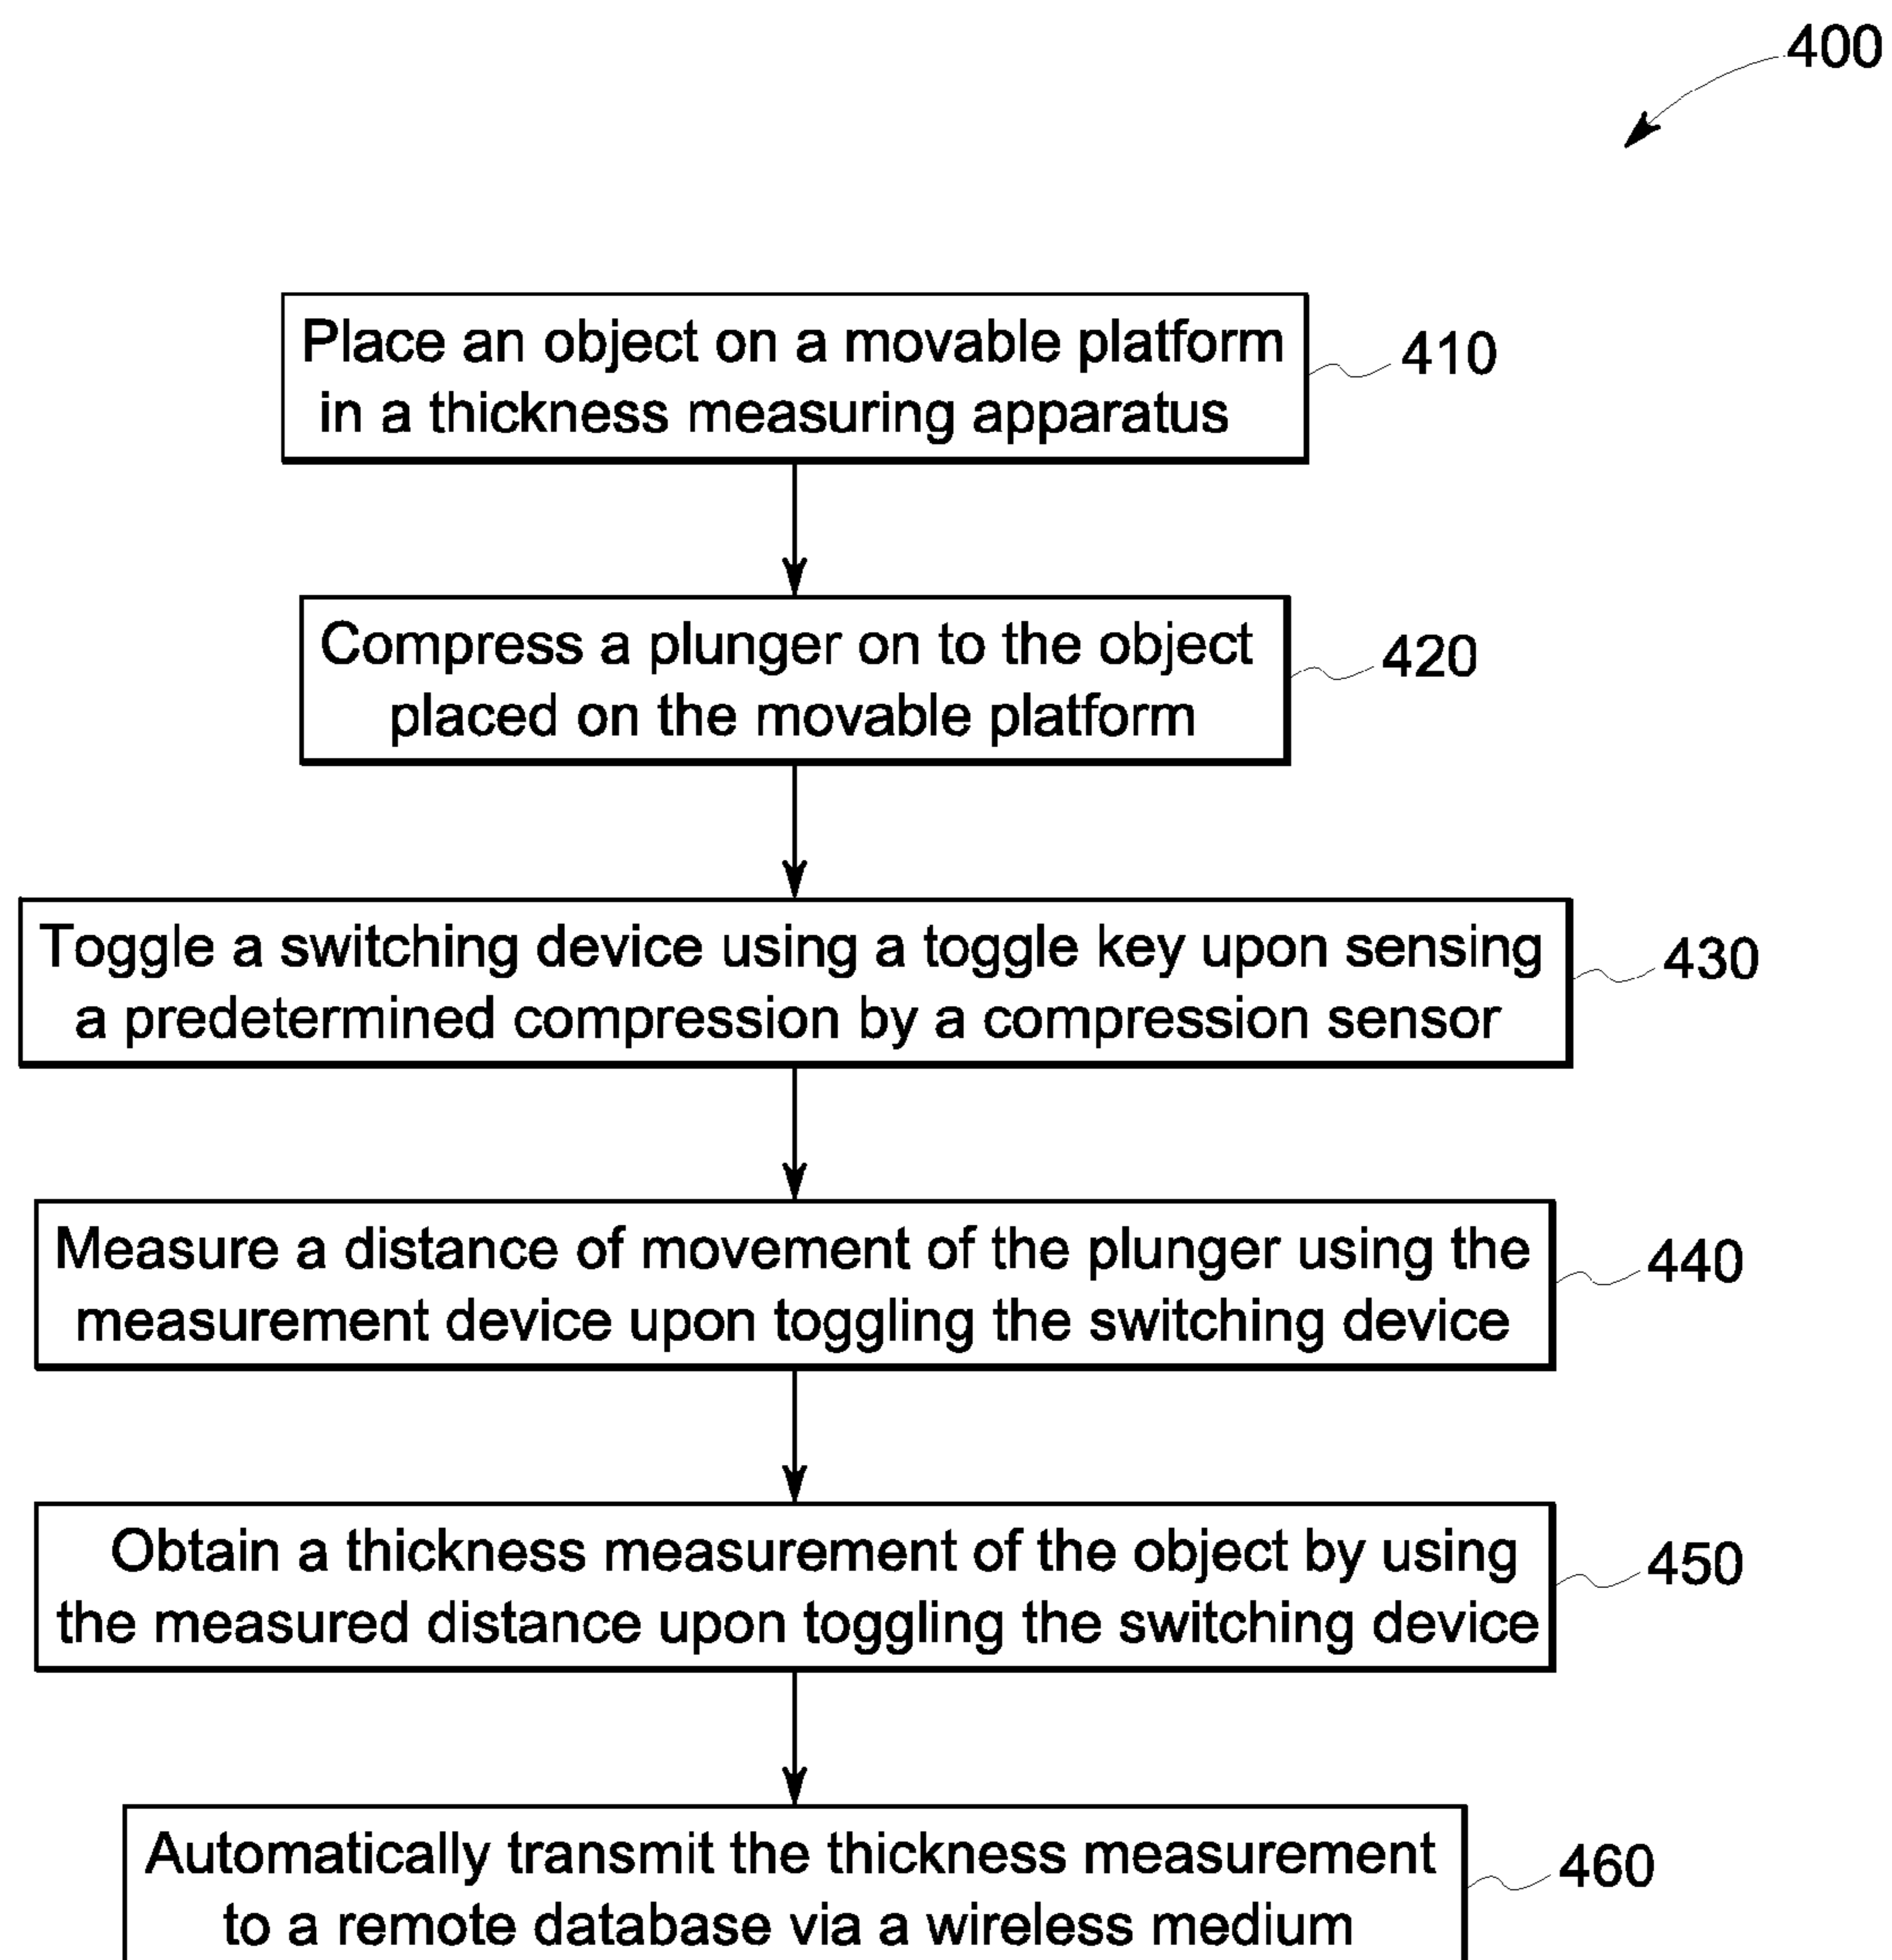 400
Place an object on a movable platform
in a thickness measuring apparatus
410
Compress a plunger on to the object
placed on the movable platform
420
Toggle a switching device using a toggle key upon sensing
a predetermined compression by a compression sensor
430
Measure a distance of movement of the plunger using the
measurement device upon toggling the switching device
440
Obtain a thickness measurement of the object by using
the measured distance upon toggling the switching device
450
Automatically transmit the thickness measurement
to a remote database via a wireless medium
460